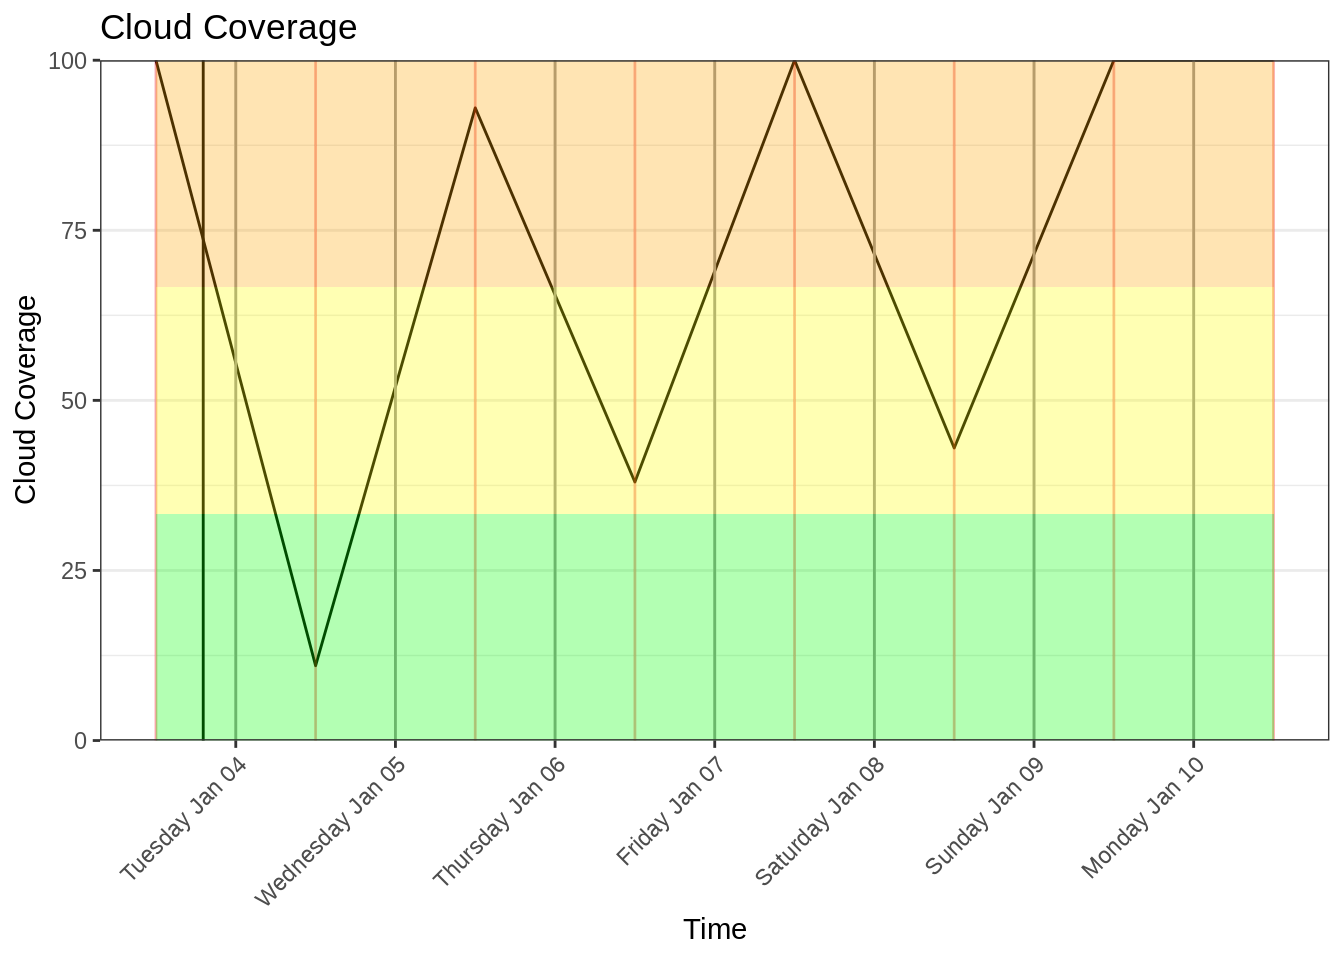 Cloud Coverage
100
75
50
25
0
Cloud Coverage
Tuesday Jan 04
Wednesday Jan 05
Thursday Jan 06
Friday Jan 07
Saturday Jan 08
Sunday Jan 09
Monday Jan 10
Time